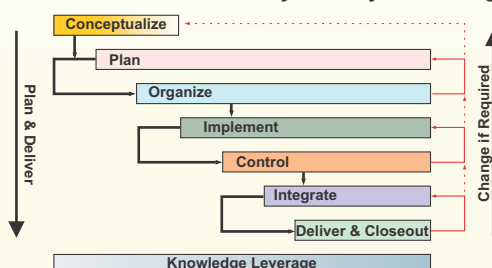 Conceptualize
Plan
Organize
Implement
Control
Integrate
Deliver & Closeout
Knowledge Leverage
Plan & Deliver
Change if Required